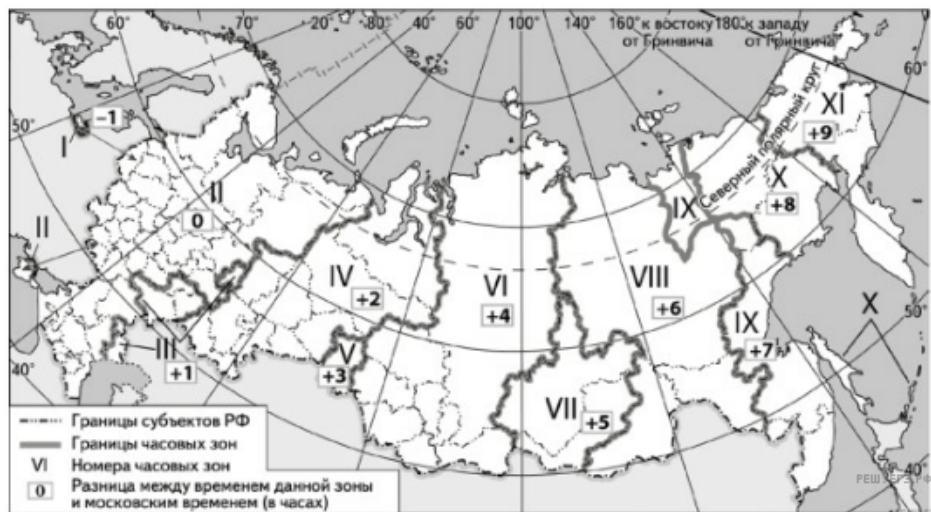 60° 70° 20° 80° 100° 140° 160° к востоку от Гринвича 180° к западу от Гринвича
60°
50°
−1
I
Северный полярный круг
XI
+9
II
0
II
IX
X
+8
IV
+2
VI
+4
VIII
+6
X
50°
III
+1
V
+3
IX
+7
40°
VII
+5
40°
Границы субъектов РФ
Границы часовых зон
VI Номера часовых зон
0 Разница между временем данной зоны
и московским временем (в часах)
РЕШУЕГЭ.РФ